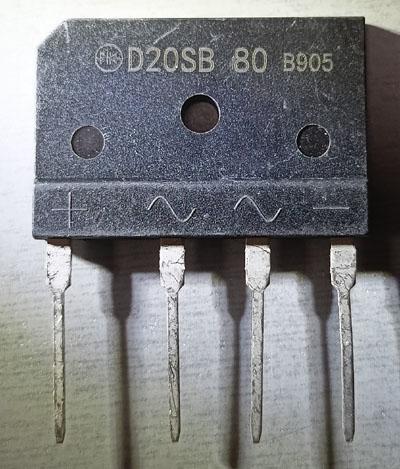 D20SB 80 B905
+ ~ ~ -